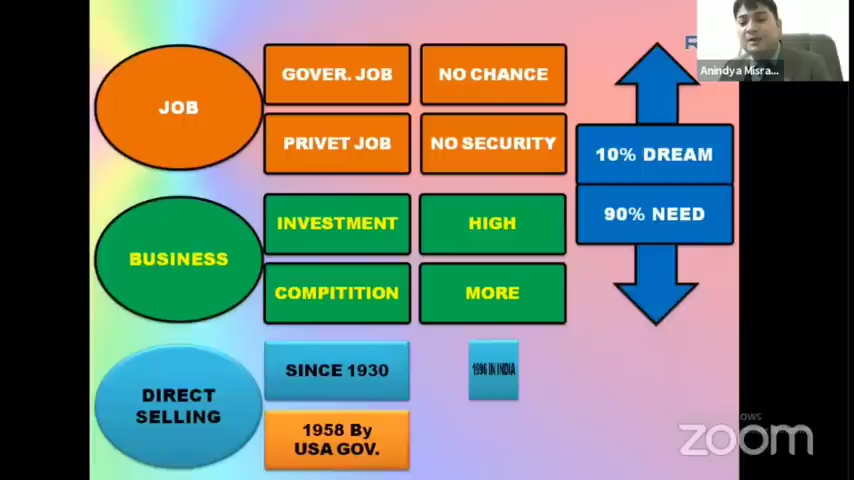 Anindya Misra...
JOB
GOVER. JOB
NO CHANCE
PRIVET JOB
NO SECURITY
10% DREAM
90% NEED
BUSINESS
INVESTMENT
HIGH
COMPITITION
MORE
DIRECT
SELLING
SINCE 1930
1996 IN INDIA
1958 By
USA GOV.
zoom